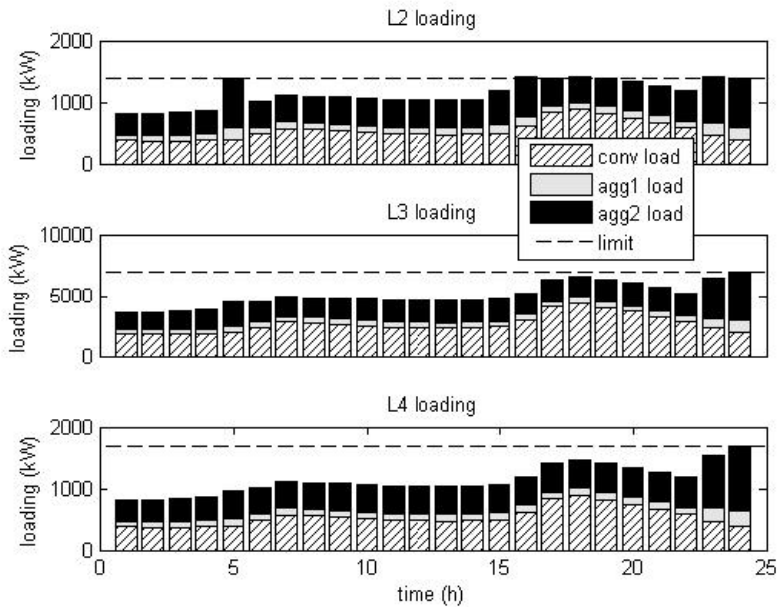 L2 loading
2000
1000
0
loading (kW)
conv load
agg1 load
agg2 load
limit
L3 loading
10000
5000
0
loading (kW)
L4 loading
2000
1000
0
loading (kW)
0 5 10 15 20 25
time (h)